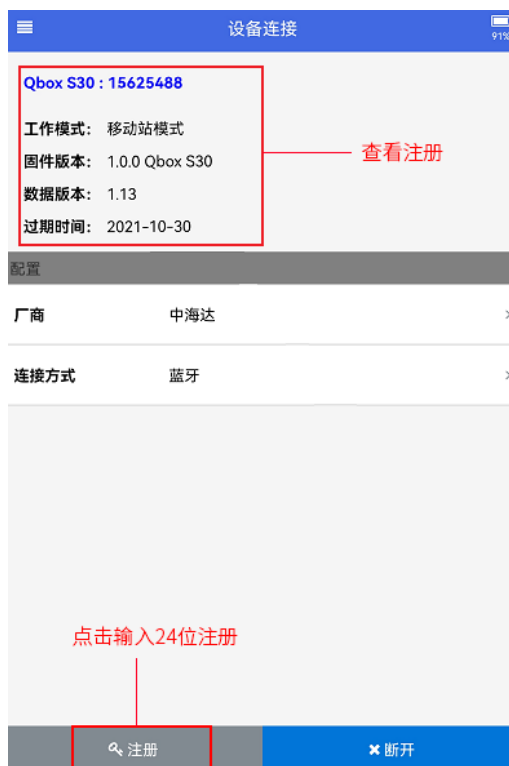 设备连接
91%
Qbox S30 : 15625488
工作模式： 移动站模式
固件版本： 1.0.0 Qbox S30
查看注册
数据版本： 1.13
过期时间： 2021-10-30
配置
厂商 中海达
连接方式 蓝牙
点击输入24位注册
注册
断开